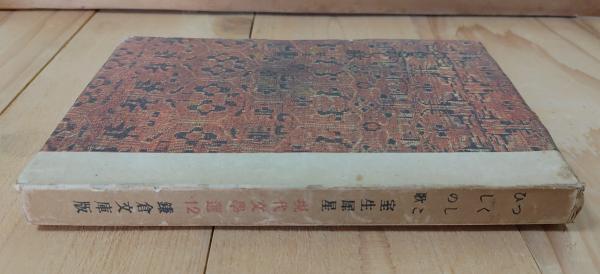 つくしこ
ひしの歌
室生犀星
現代文學選12
鎌倉文庫版